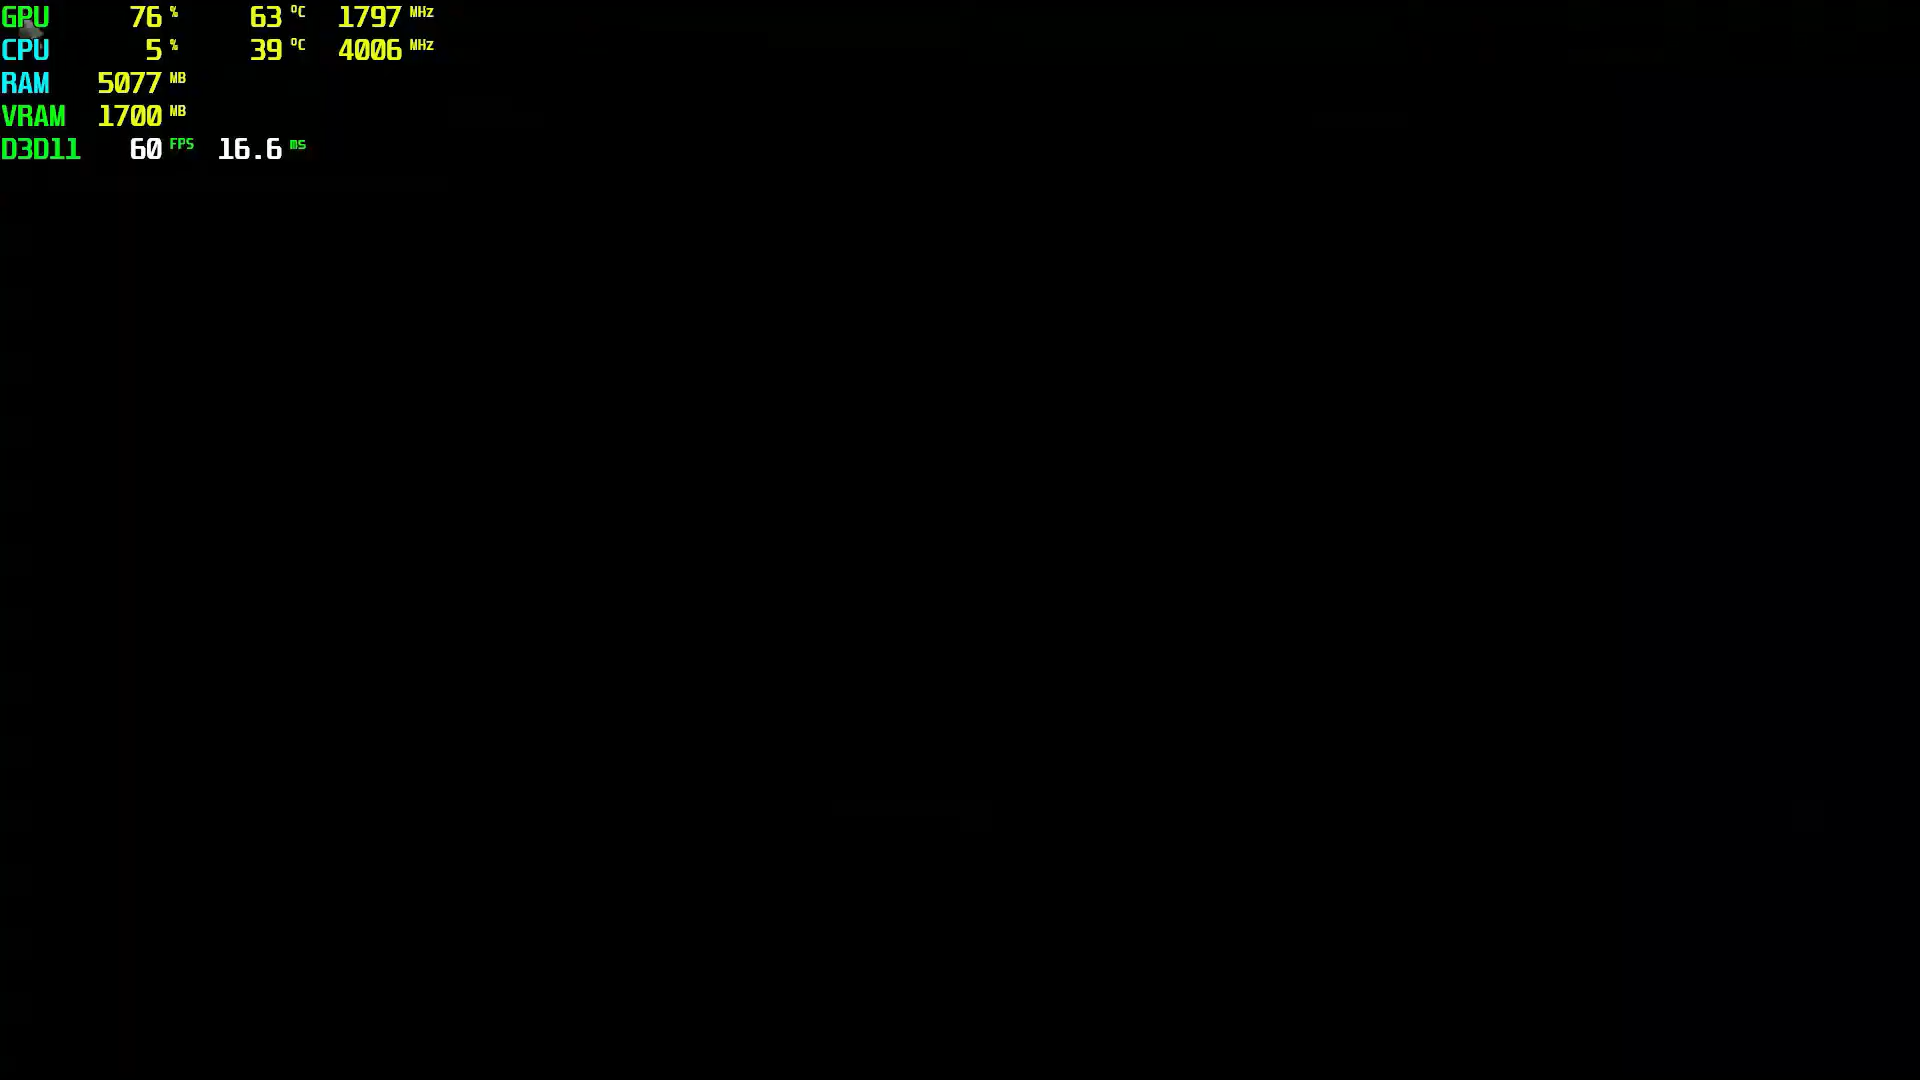 GPU 76 % 63 °C 1797 MHz
CPU 5 % 39 °C 4006 MHz
RAM 5077 MB
VRAM 1700 MB
D3D11 60 FPS 16.6 ms